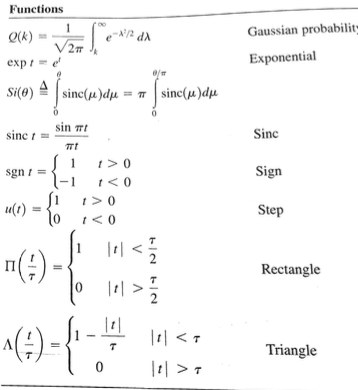 Functions
Q(k) = 1/√2π ∫_k^∞ e^{-λ²/2} dλ Gaussian probability
exp t = e^t Exponential
Si(θ) ≜ ∫_0^θ sinc(μ)dμ = π ∫_0^{θ/π} sinc(μ)dμ
sinc t = sin πt / πt Sinc
sgn t = { 1 t > 0 Sign
−1 t < 0
u(t) = { 1 t > 0 Step
0 t < 0
Π(t/τ) = { 1 |t| < τ/2 Rectangle
0 |t| > τ/2
Λ(t/τ) = { 1 − |t|/τ |t| < τ Triangle
0 |t| > τ